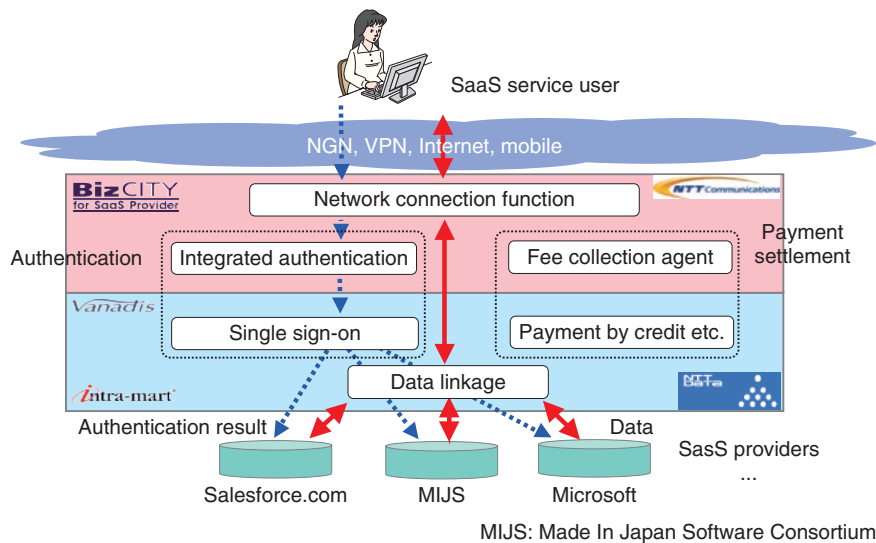 SaaS service user
NGN, VPN, Internet, mobile
BizCITY
for SaaS Provider
NTT Communications
Network connection function
Authentication
Integrated authentication
Fee collection agent
Payment
settlement
Vanadis
Single sign-on
Payment by credit etc.
intra-mart
Data linkage
NTT
Data
Authentication result
Data
SasS providers
...
Salesforce.com
MIJS
Microsoft
MIJS: Made In Japan Software Consortium